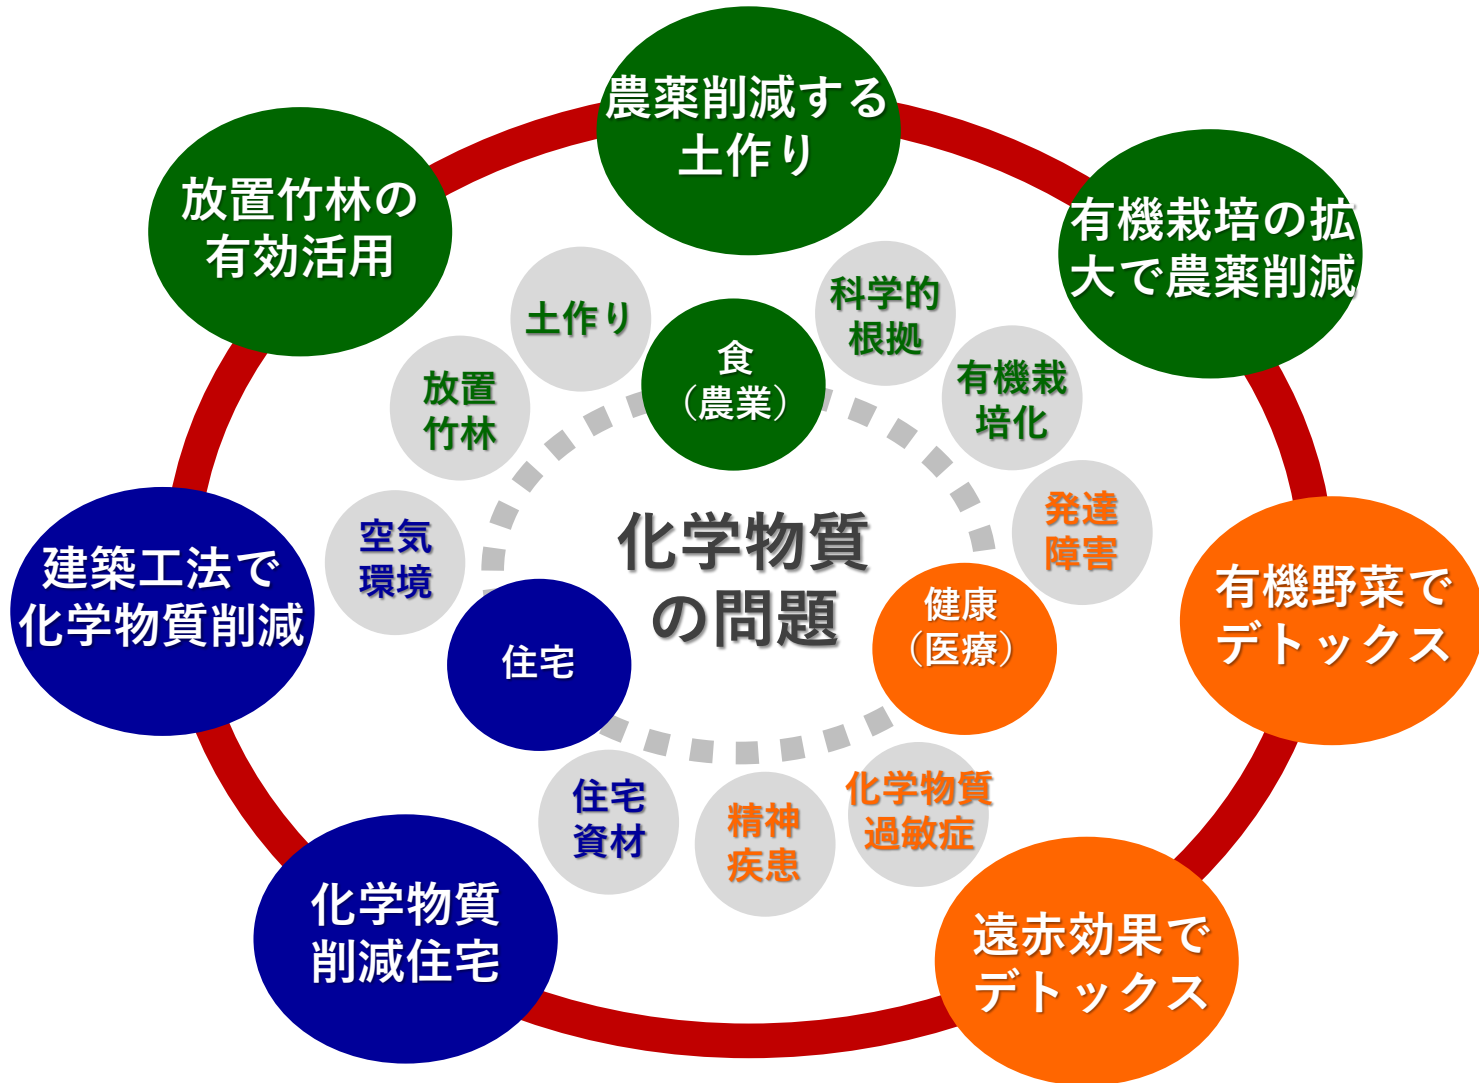 農薬削減する
土作り
放置竹林の
有効活用
有機栽培の拡
大で農薬削減
土作り
科学的
根拠
食
（農業）
放置
竹林
有機栽
培化
空気
環境
発達
障害
化学物質
の問題
建築工法で
化学物質削減
有機野菜で
デトックス
住宅
健康
（医療）
住宅
資材
精神
疾患
化学物質
過敏症
化学物質
削減住宅
遠赤効果で
デトックス